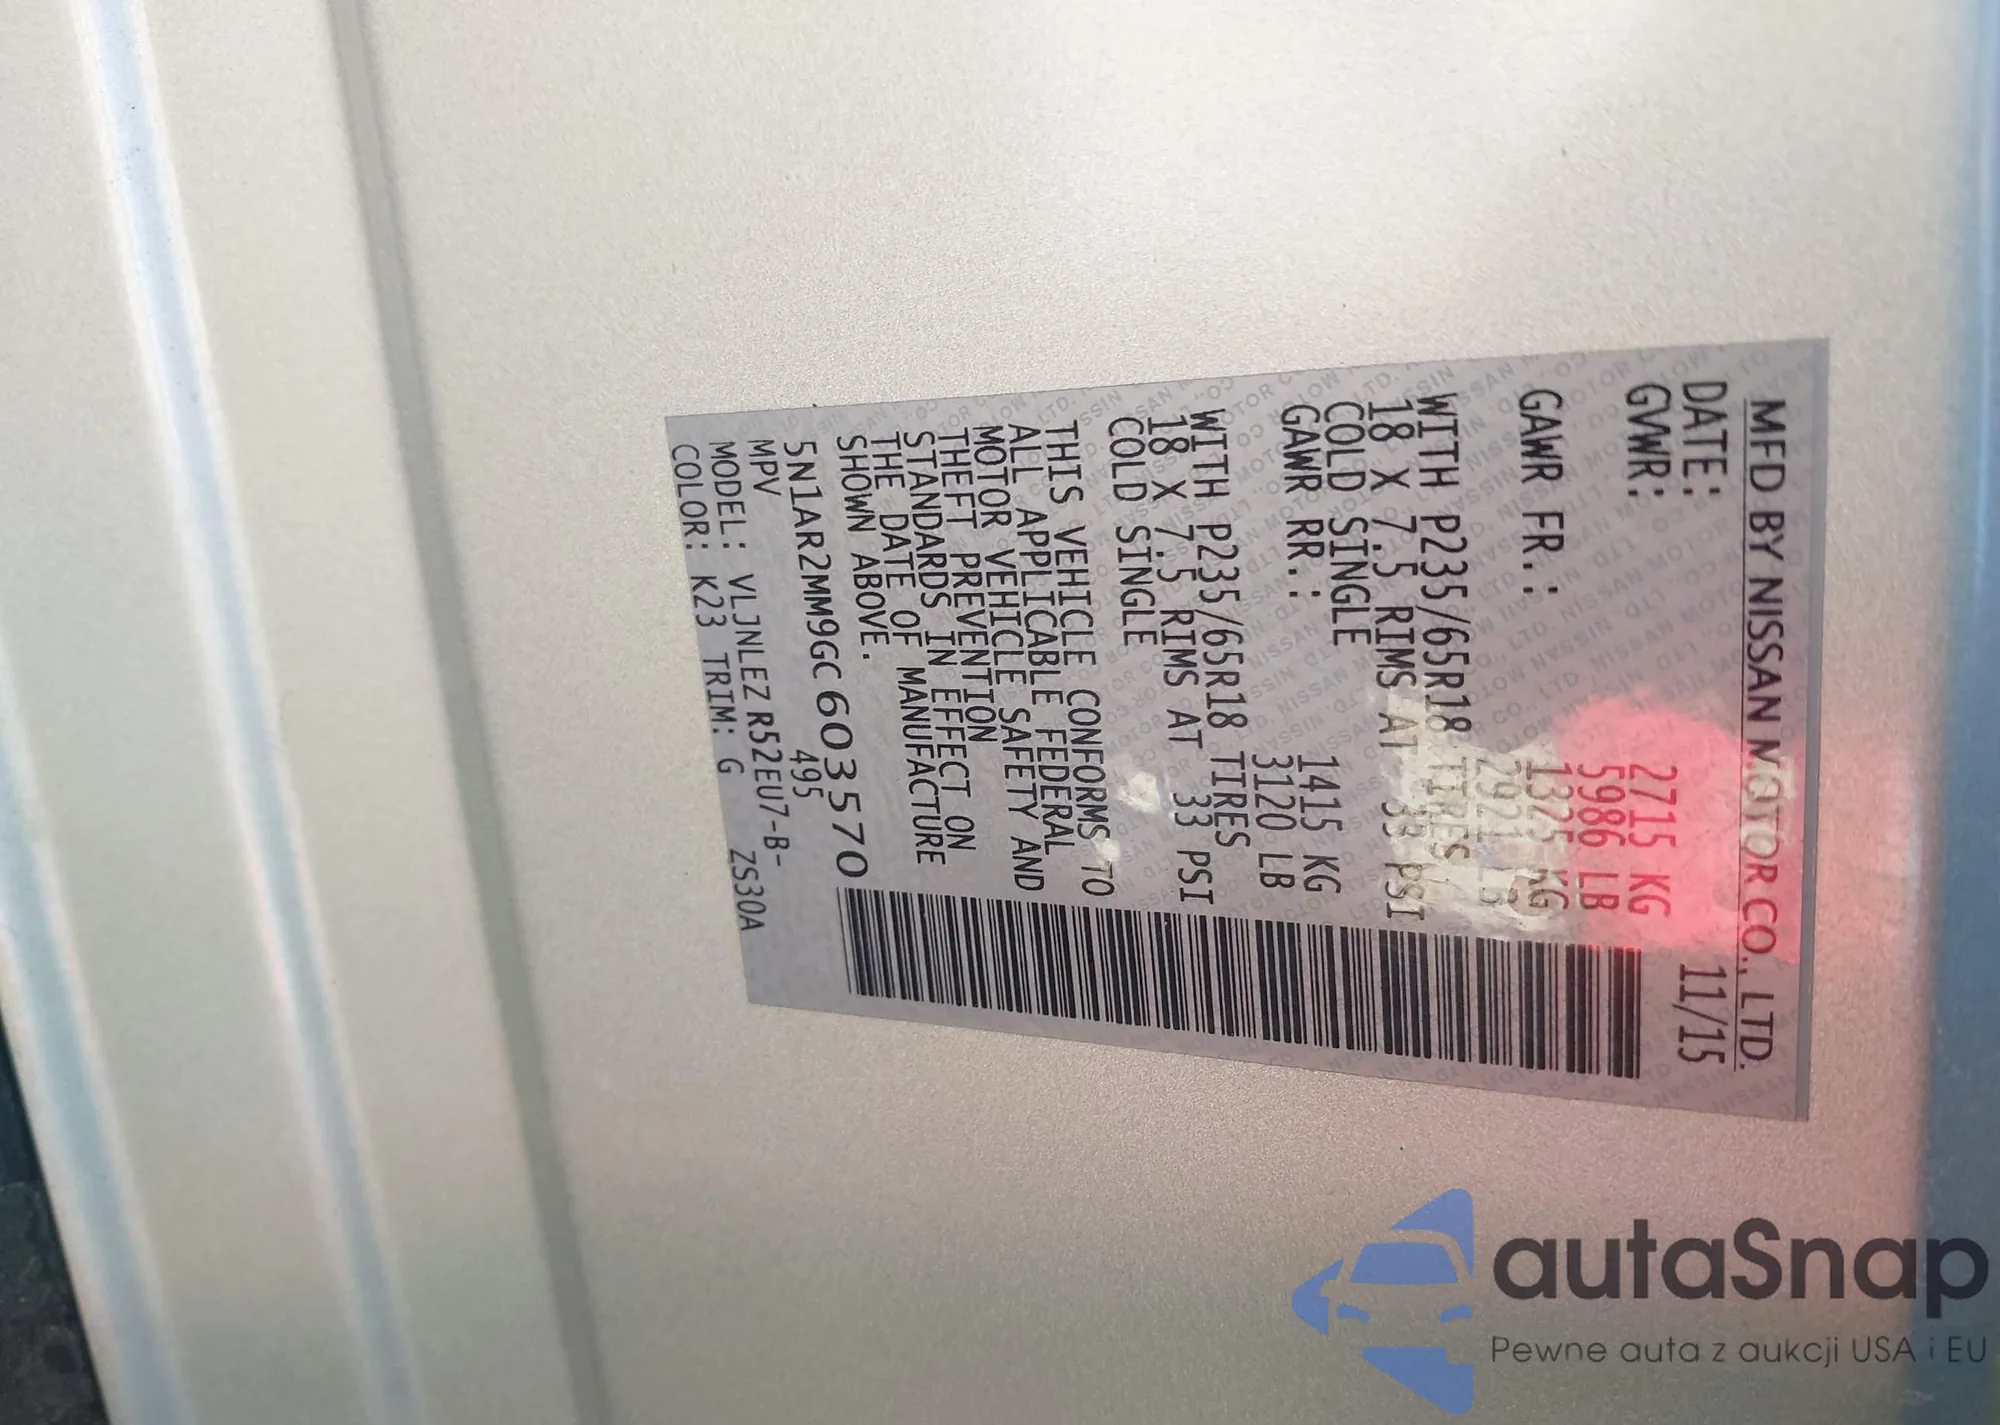 MFD BY NISSAN MOTOR CO., LTD.
DATE: 11/15
GVWR: 2715 KG
5986 LB
GAWR FR.: 1325 KG
2921 LB
WITH P235/65R18 TIRES
18 X 7.5 RIMS AT 33 PSI
COLD SINGLE
GAWR RR.: 1415 KG
3120 LB
WITH P235/65R18 TIRES
18 X 7.5 RIMS AT 33 PSI
COLD SINGLE
THIS VEHICLE CONFORMS TO
ALL APPLICABLE FEDERAL
MOTOR VEHICLE SAFETY AND
THEFT PREVENTION
STANDARDS IN EFFECT ON
THE DATE OF MANUFACTURE
SHOWN ABOVE.
5N1AR2MM9GC603570
MPV 495
MODEL: VLJNLEZ R52EU7-B-
COLOR: K23 TRIM: G ZS30A
autaSnap
Pewne auta z aukcji USA i EU